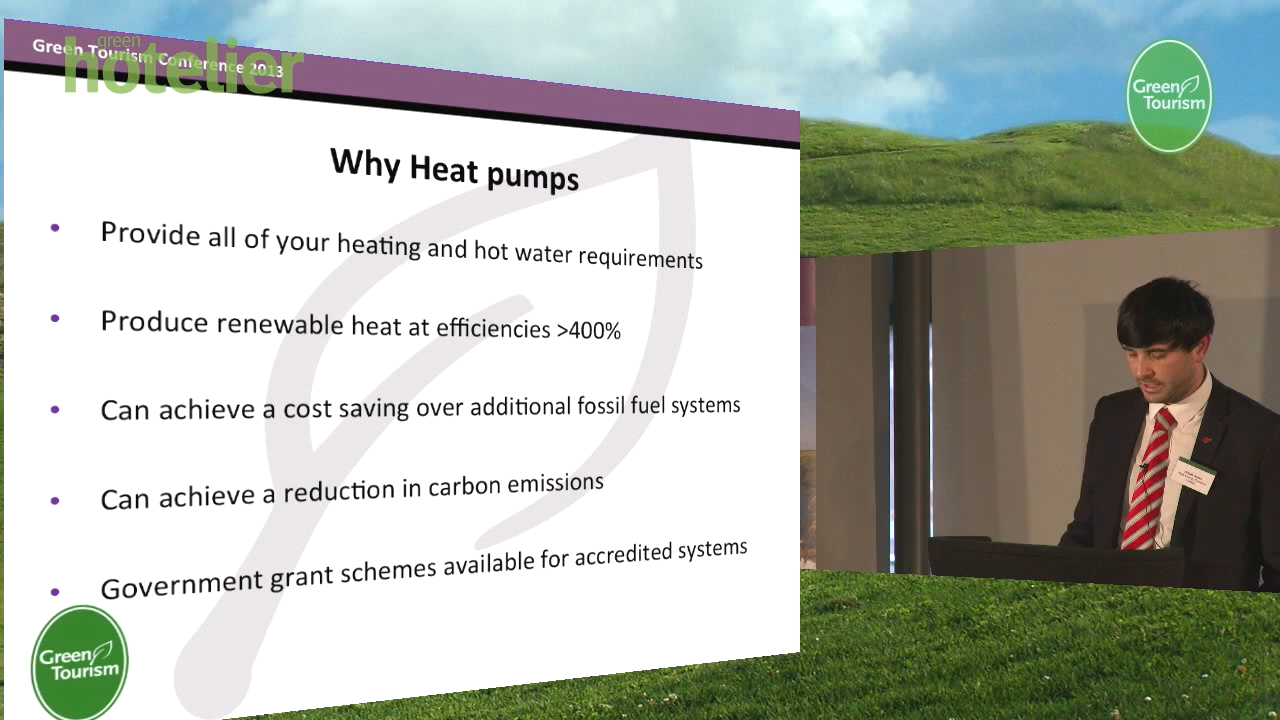 Green Tourism Conference 2013
green
hotelier
Green
Tourism
Why Heat pumps
• Provide all of your heating and hot water requirements
• Produce renewable heat at efficiencies >400%
• Can achieve a cost saving over additional fossil fuel systems
• Can achieve a reduction in carbon emissions
• Government grant schemes available for accredited systems
Green
Tourism